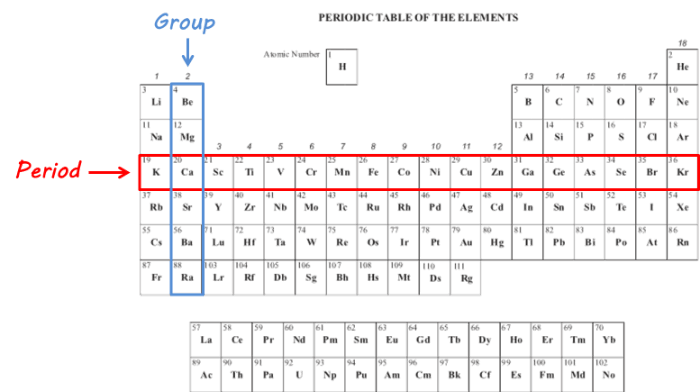 Group
PERIODIC TABLE OF THE ELEMENTS
18
Atomic Number 1 2
H He
1 2 13 14 15 16 17
3 4 5 6 7 8 9 10
Li Be B C N O F Ne
11 12 13 14 15 16 17 18
Na Mg 3 4 5 6 7 8 9 10 11 12 Al Si P S Cl Ar
19 20 21 22 23 24 25 26 27 28 29 30 31 32 33 34 35 36
Period K Ca Sc Ti V Cr Mn Fe Co Ni Cu Zn Ga Ge As Se Br Kr
37 38 39 40 41 42 43 44 45 46 47 48 49 50 51 52 53 54
Rb Sr Y Zr Nb Mo Tc Ru Rh Pd Ag Cd In Sn Sb Te I Xe
55 56 71 72 73 74 75 76 77 78 79 80 81 82 83 84 85 86
Cs Ba Lu Hf Ta W Re Os Ir Pt Au Hg Tl Pb Bi Po At Rn
87 88 103 104 105 106 107 108 109 110 111
Fr Ra Lr Rf Db Sg Bh Hs Mt Ds Rg
57 58 59 60 61 62 63 64 65 66 67 68 69 70
La Ce Pr Nd Pm Sm Eu Gd Tb Dy Ho Er Tm Yb
89 90 91 92 93 94 95 96 97 98 99 100 101 102
Ac Th Pa U Np Pu Am Cm Bk Cf Es Fm Md No